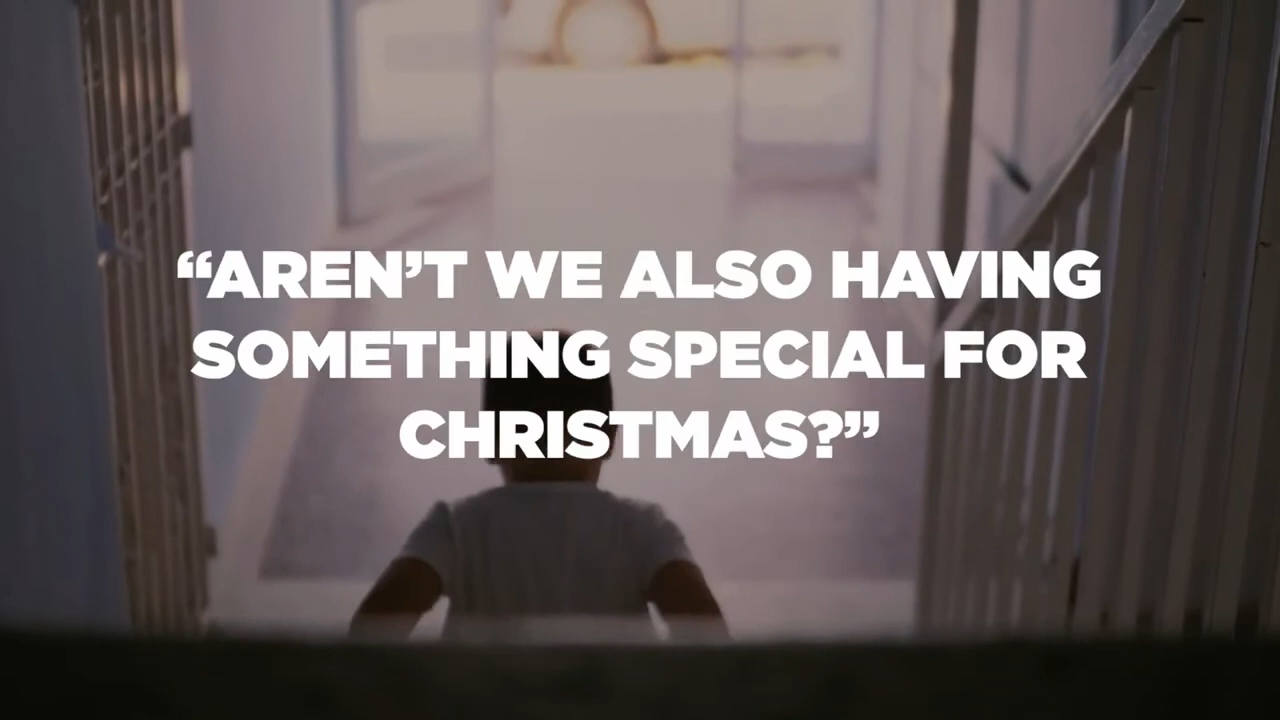 “AREN’T WE ALSO HAVING
SOMETHING SPECIAL FOR
CHRISTMAS?”